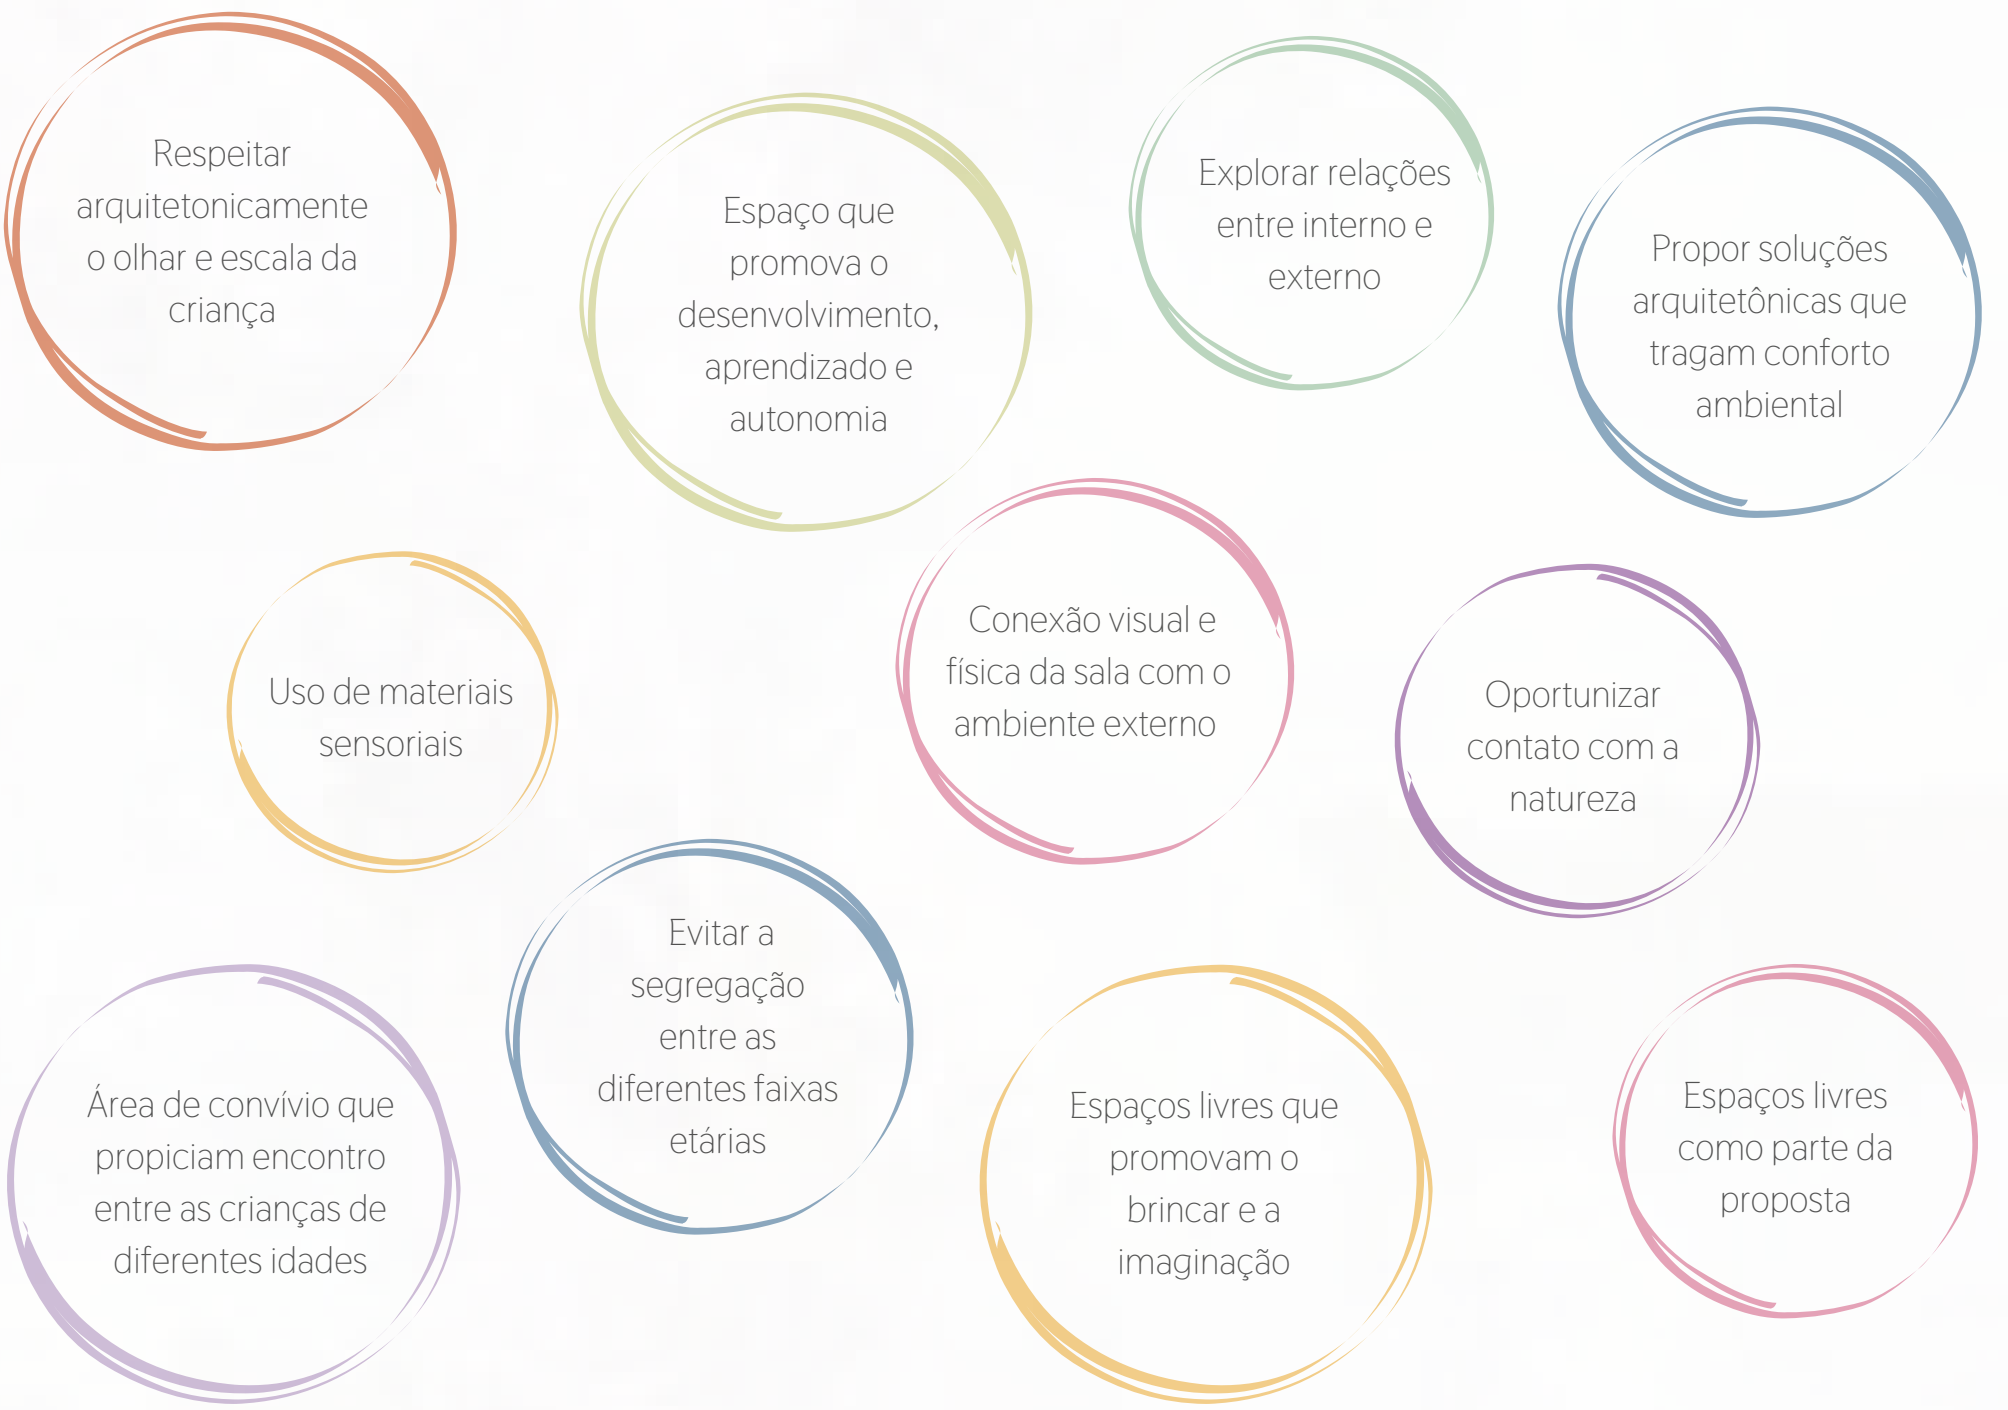 Respeitar
arquitetonicamente
o olhar e escala da
criança
Espaço que
promova o
desenvolvimento,
aprendizado e
autonomia
Explorar relações
entre interno e
externo
Propor soluções
arquitetônicas que
tragam conforto
ambiental
Uso de materiais
sensoriais
Conexão visual e
física da sala com o
ambiente externo
Oportunizar
contato com a
natureza
Área de convívio que
propiciam encontro
entre as crianças de
diferentes idades
Evitar a
segregação
entre as
diferentes faixas
etárias
Espaços livres que
promovam o
brincar e a
imaginação
Espaços livres
como parte da
proposta